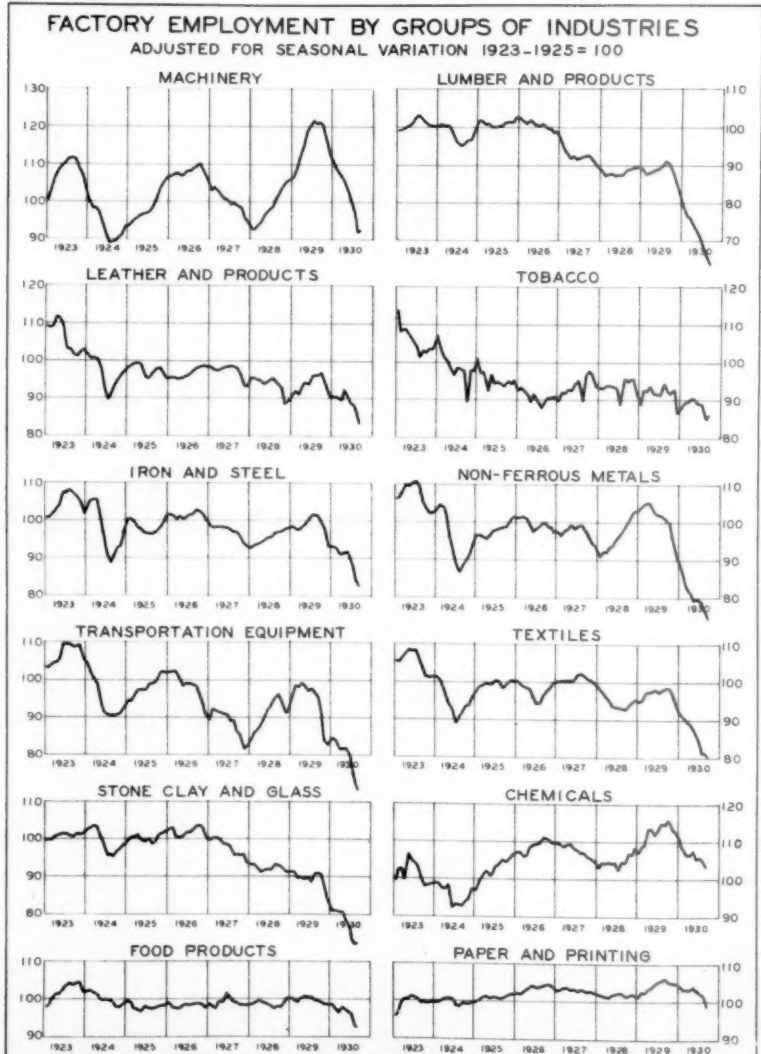 FACTORY EMPLOYMENT BY GROUPS OF INDUSTRIES
ADJUSTED FOR SEASONAL VARIATION 1923-1925=100
MACHINERY
130
120
110
100
90
1923 1924 1925 1926 1927 1928 1929 1930
LUMBER AND PRODUCTS
110
100
90
80
70
1923 1924 1925 1926 1927 1928 1929 1930
LEATHER AND PRODUCTS
120
110
100
90
80
1923 1924 1925 1926 1927 1928 1929 1930
TOBACCO
120
110
100
90
80
1923 1924 1925 1926 1927 1928 1929 1930
IRON AND STEEL
110
100
90
80
1923 1924 1925 1926 1927 1928 1929 1930
NON-FERROUS METALS
110
100
90
80
1923 1924 1925 1926 1927 1928 1929 1930
TRANSPORTATION EQUIPMENT
110
100
90
80
1923 1924 1925 1926 1927 1928 1929 1930
TEXTILES
110
100
90
80
1923 1924 1925 1926 1927 1928 1929 1930
STONE CLAY AND GLASS
110
100
90
80
1923 1924 1925 1926 1927 1928 1929 1930
CHEMICALS
120
110
100
90
1923 1924 1925 1926 1927 1928 1929 1930
FOOD PRODUCTS
110
100
90
1923 1924 1925 1926 1927 1928 1929 1930
PAPER AND PRINTING
110
100
90
1923 1924 1925 1926 1927 1928 1929 1930